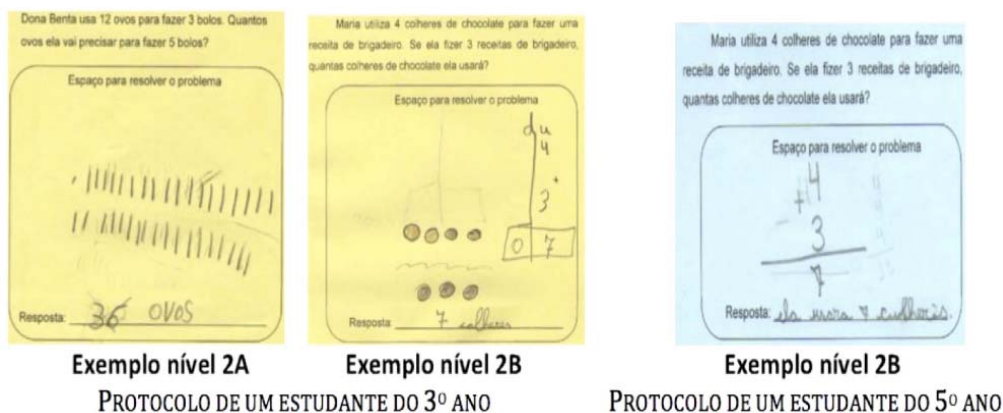 Dona Benta usa 12 ovos para fazer 3 bolos. Quantos
ovos ela vai precisar para fazer 5 bolos?
Espaço para resolver o problema
Resposta: 36 OVOS
Exemplo nível 2A
Maria utiliza 4 colheres de chocolate para fazer uma
receita de brigadeiro. Se ela fizer 3 receitas de brigadeiro,
quantas colheres de chocolate ela usará?
Espaço para resolver o problema
d u
4
+
3
0 7
Resposta: 7 colheres
Exemplo nível 2B
PROTOCOLO DE UM ESTUDANTE DO 3º ANO
Maria utiliza 4 colheres de chocolate para fazer uma
receita de brigadeiro. Se ela fizer 3 receitas de brigadeiro,
quantas colheres de chocolate ela usará?
Espaço para resolver o problema
4
+
3
7
Resposta: ela usara 7 culheris.
Exemplo nível 2B
PROTOCOLO DE UM ESTUDANTE DO 5º ANO